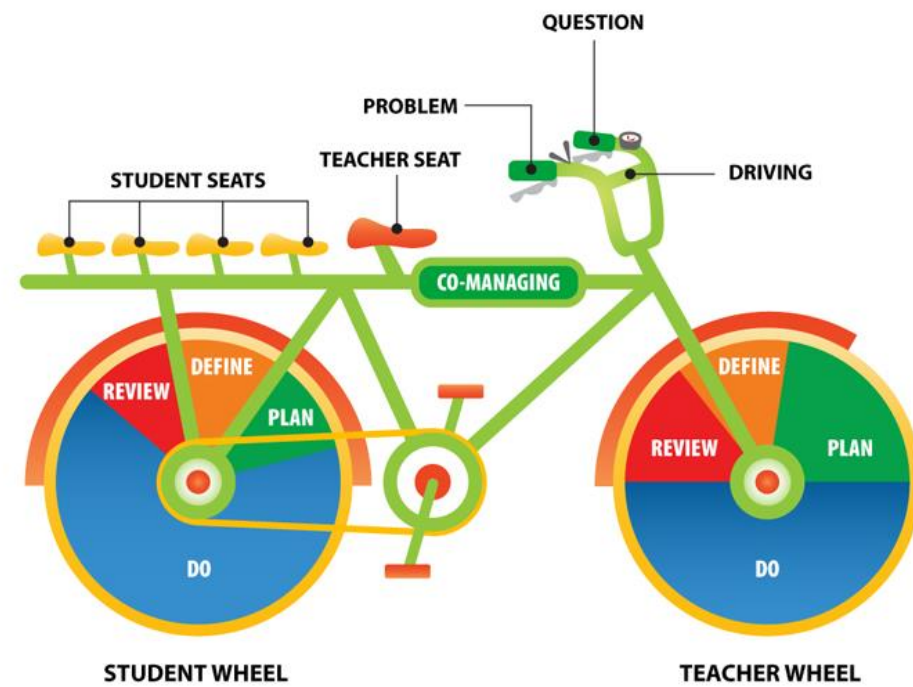 QUESTION
PROBLEM
TEACHER SEAT
STUDENT SEATS
DRIVING
CO-MANAGING
DEFINE
REVIEW
PLAN
DO
DEFINE
REVIEW
PLAN
DO
STUDENT WHEEL
TEACHER WHEEL